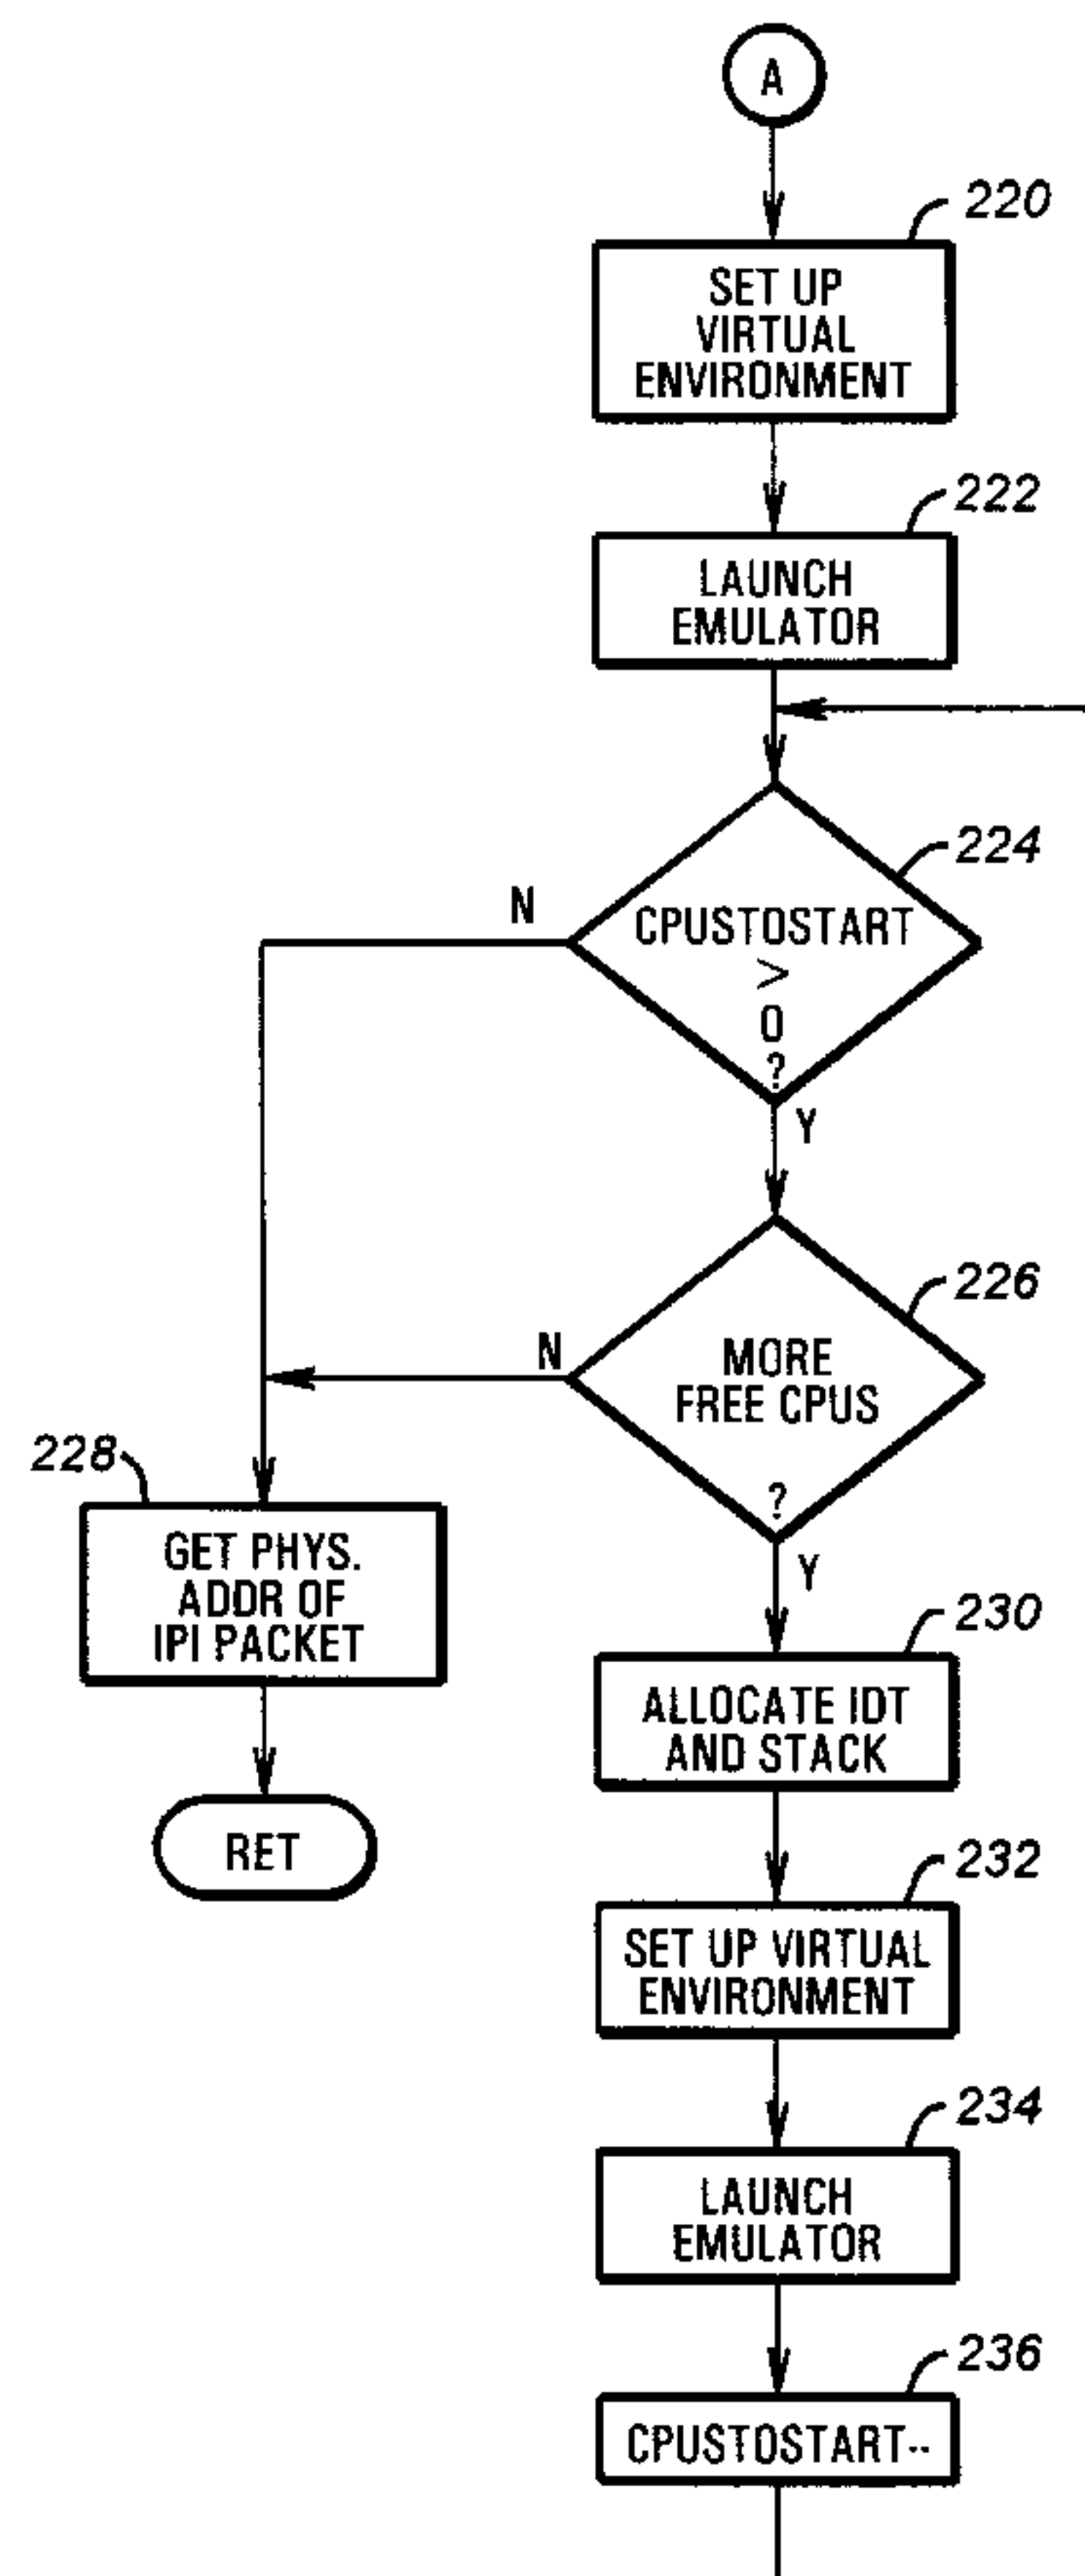 A
220
SET UP
VIRTUAL
ENVIRONMENT
222
LAUNCH
EMULATOR
224
N
CPUSTOSTART
>
0
?
Y
226
N
MORE
FREE CPUS
?
Y
228
GET PHYS.
ADDR OF
IPI PACKET
RET
230
ALLOCATE IDT
AND STACK
232
SET UP VIRTUAL
ENVIRONMENT
234
LAUNCH
EMULATOR
236
CPUSTOSTART--